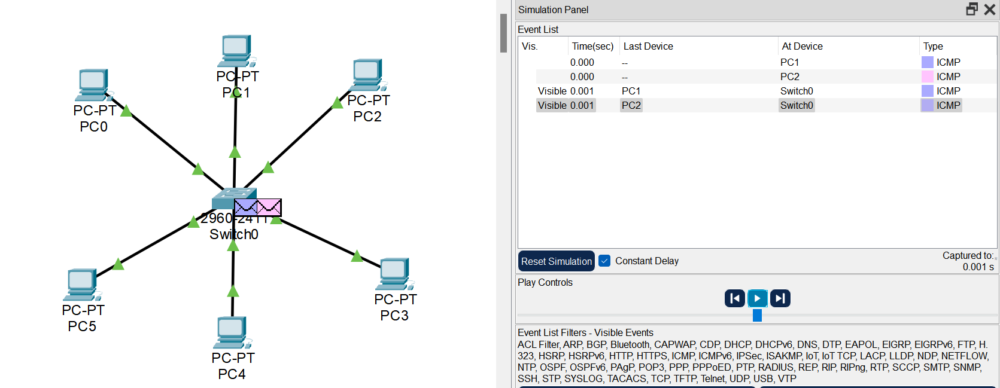 PC-PT
PC1
PC-PT
PC2
PC-PT
PC0
Switch0
PC-PT
PC3
PC-PT
PC5
PC-PT
PC4
Simulation Panel
Event List
Vis. Time(sec) Last Device At Device Type
0.000 -- PC1 ICMP
0.000 -- PC2 ICMP
Visible 0.001 PC1 Switch0 ICMP
Visible 0.001 PC2 Switch0 ICMP
Reset Simulation Constant Delay Captured to:
0.001 s
Play Controls
Event List Filters - Visible Events
ACL Filter, ARP, BGP, Bluetooth, CAPWAP, CDP, DHCP, DHCPv6, DNS, DTP, EAPOL, EIGRP, EIGRPv6, FTP, H.
323, HSRP, HSRPv6, HTTP, HTTPS, ICMP, ICMPv6, IPSec, ISAKMP, IoT, IoT TCP, LACP, LLDP, NDP, NETFLOW,
NTP, OSPF, OSPFv6, PAgP, POP3, PPP, PPPoED, PTP, RADIUS, REP, RIP, RIPng, RTP, SCCP, SMTP, SNMP,
SSH, STP, SYSLOG, TACACS, TCP, TFTP, Telnet, UDP, USB, VTP